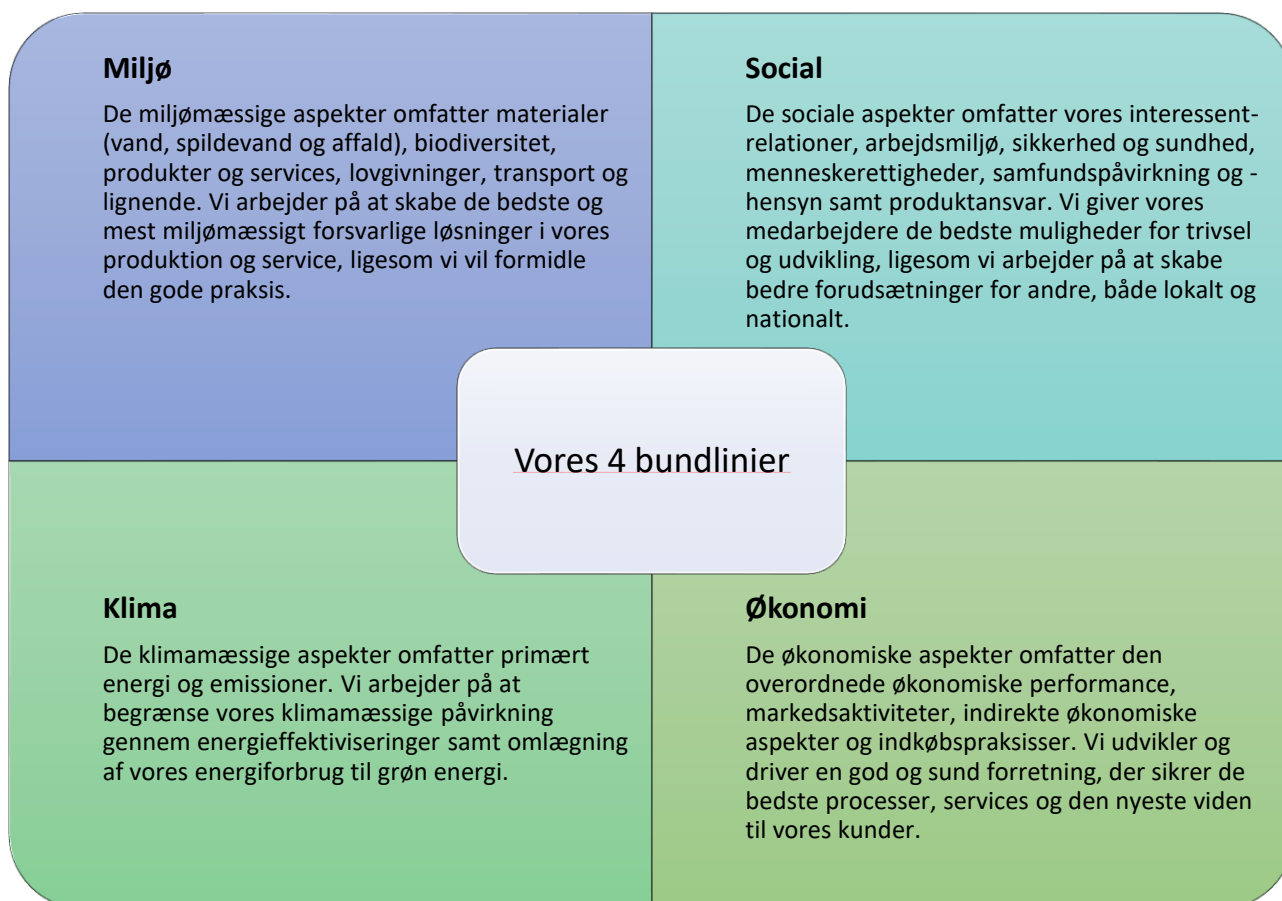 Miljø
De miljømæssige aspekter omfatter materialer
(vand, spildevand og affald), biodiversitet,
produkter og services, lovgivninger, transport og
lignende. Vi arbejder på at skabe de bedste og
mest miljømæssigt forsvarlige løsninger i vores
produktion og service, ligesom vi vil formidle
den gode praksis.
Social
De sociale aspekter omfatter vores interessent-
relationer, arbejdsmiljø, sikkerhed og sundhed,
menneskerettigheder, samfundspåvirkning og -
hensyn samt produktansvar. Vi giver vores
medarbejdere de bedste muligheder for trivsel
og udvikling, ligesom vi arbejder på at skabe
bedre forudsætninger for andre, både lokalt og
nationalt.
Vores 4 bundlinier
Klima
De klimamæssige aspekter omfatter primært
energi og emissioner. Vi arbejder på at
begrænse vores klimamæssige påvirkning
gennem energieffektiviseringer samt omlægning
af vores energiforbrug til grøn energi.
Økonomi
De økonomiske aspekter omfatter den
overordnede økonomiske performance,
markedsaktiviteter, indirekte økonomiske
aspekter og indkøbspraksisser. Vi udvikler og
driver en god og sund forretning, der sikrer de
bedste processer, services og den nyeste viden
til vores kunder.